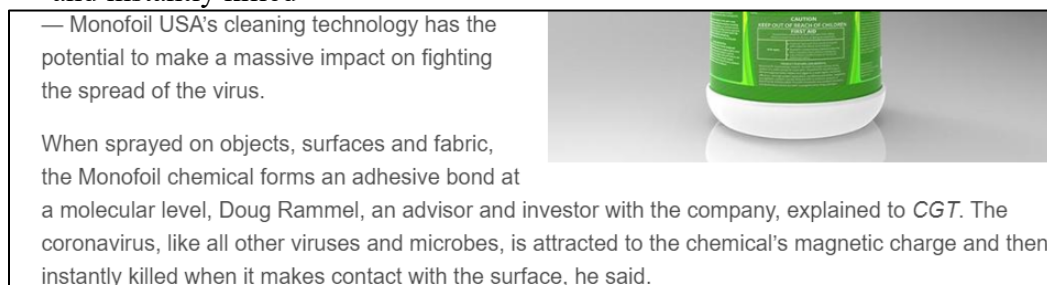 — Monofoil USA’s cleaning technology has the
potential to make a massive impact on fighting
the spread of the virus.
When sprayed on objects, surfaces and fabric,
the Monofoil chemical forms an adhesive bond at
a molecular level, Doug Rammel, an advisor and investor with the company, explained to CGT. The
coronavirus, like all other viruses and microbes, is attracted to the chemical’s magnetic charge and then
instantly killed when it makes contact with the surface, he said.
CAUTION
KEEP OUT OF REACH OF CHILDREN
FIRST AID